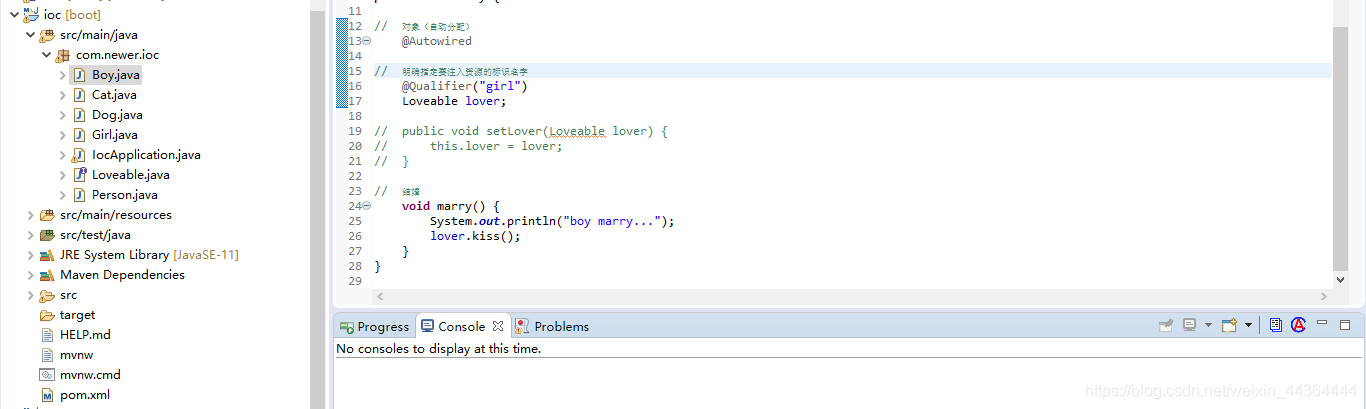 ioc [boot]
src/main/java
com.newer.ioc
Boy.java
Cat.java
Dog.java
Girl.java
IocApplication.java
Loveable.java
Person.java
src/main/resources
src/test/java
JRE System Library [JavaSE-11]
Maven Dependencies
src
target
HELP.md
mvnw
mvnw.cmd
pom.xml
11
12 // 对象（自动分配）
13 @Autowired
14
15 // 明确指定要注入资源的标识名字
16 @Qualifier("girl")
17 Loveable lover;
18
19 // public void setLover(Loveable lover) {
20 // this.lover = lover;
21 // }
22
23 // 结婚
24 void marry() {
25 System.out.println("boy marry...");
26 lover.kiss();
27 }
28 }
29
Progress Console Problems
No consoles to display at this time.
https://blog.csdn.net/weixin_44364444